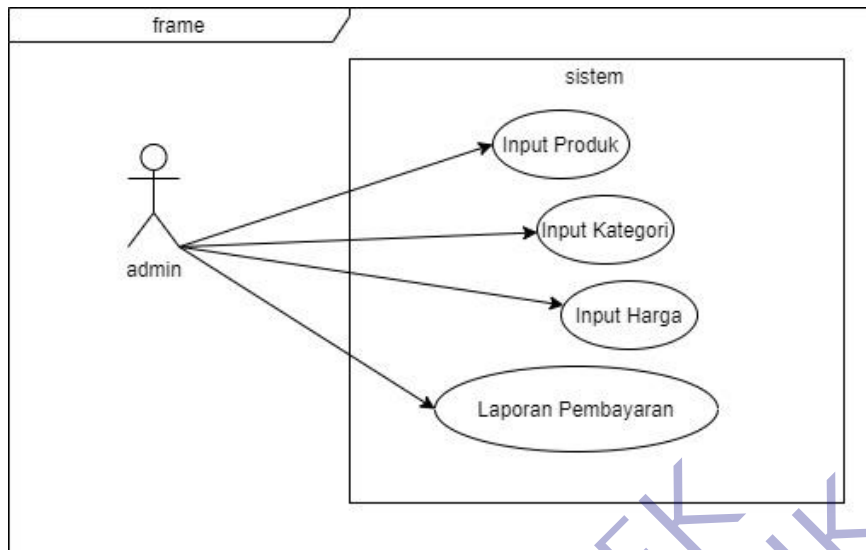 frame
sistem
Input Produk
Input Kategori
admin
Input Harga
Laporan Pembayaran